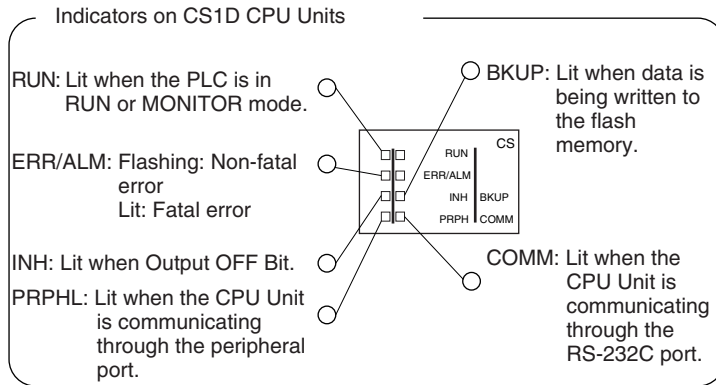 Indicators on CS1D CPU Units
RUN: Lit when the PLC is in
RUN or MONITOR mode.
ERR/ALM: Flashing: Non-fatal
error
Lit: Fatal error
INH: Lit when Output OFF Bit.
PRPHL: Lit when the CPU Unit
is communicating
through the peripheral
port.
CS
RUN
ERR/ALM
INH BKUP
PRPH COMM
BKUP: Lit when data is
being written to
the flash
memory.
COMM: Lit when the
CPU Unit is
communicating
through the
RS-232C port.